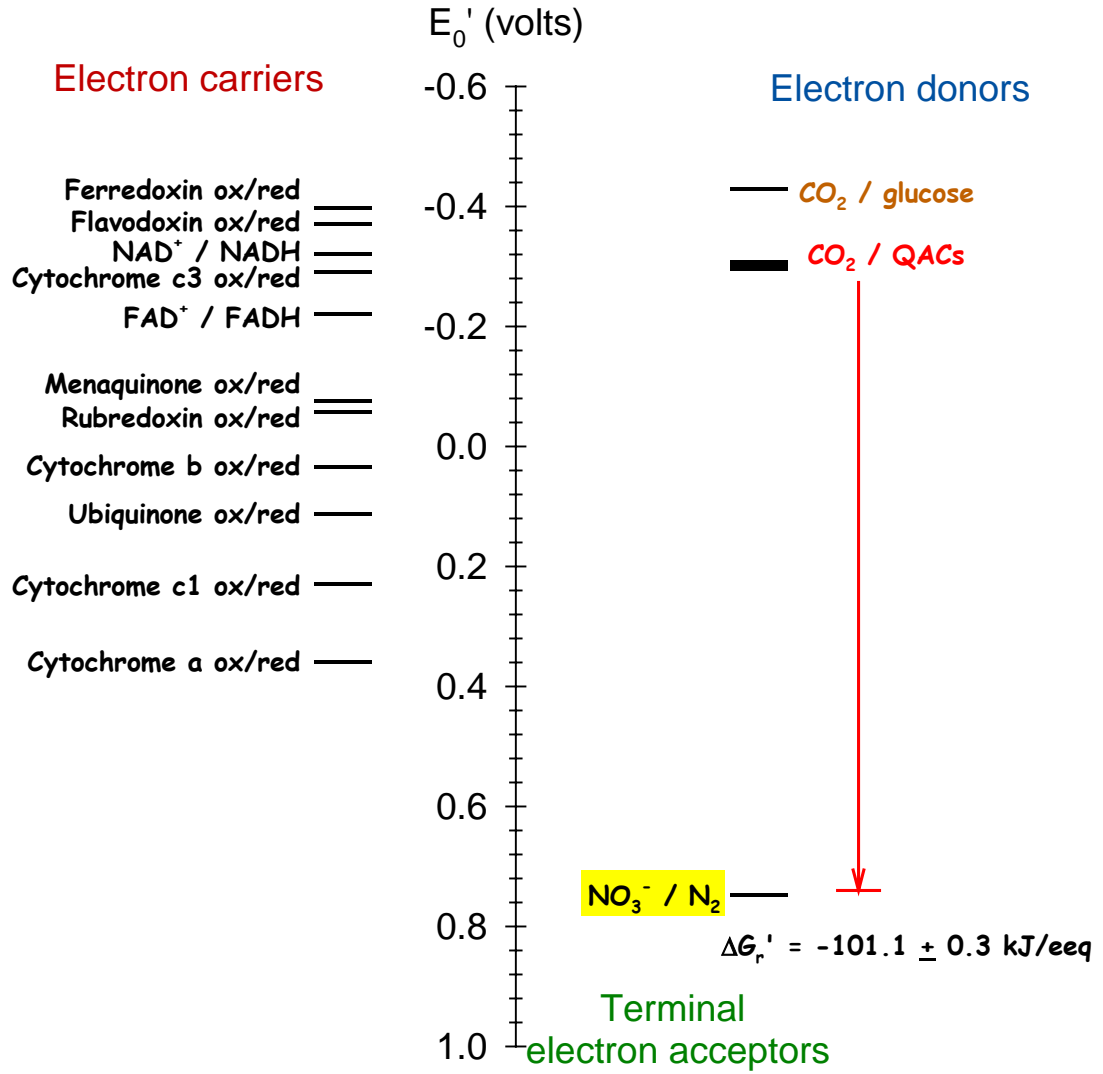 E₀' (volts)
Electron carriers
Electron donors
-0.6
-0.4
-0.2
0.0
0.2
0.4
0.6
0.8
1.0
Ferredoxin ox/red
Flavodoxin ox/red
NAD⁺ / NADH
Cytochrome c3 ox/red
FAD⁺ / FADH
Menaquinone ox/red
Rubredoxin ox/red
Cytochrome b ox/red
Ubiquinone ox/red
Cytochrome c1 ox/red
Cytochrome a ox/red
CO₂ / glucose
CO₂ / QACs
NO₃⁻ / N₂
ΔGᵣ' = -101.1 ± 0.3 kJ/eeq
Terminal
electron acceptors